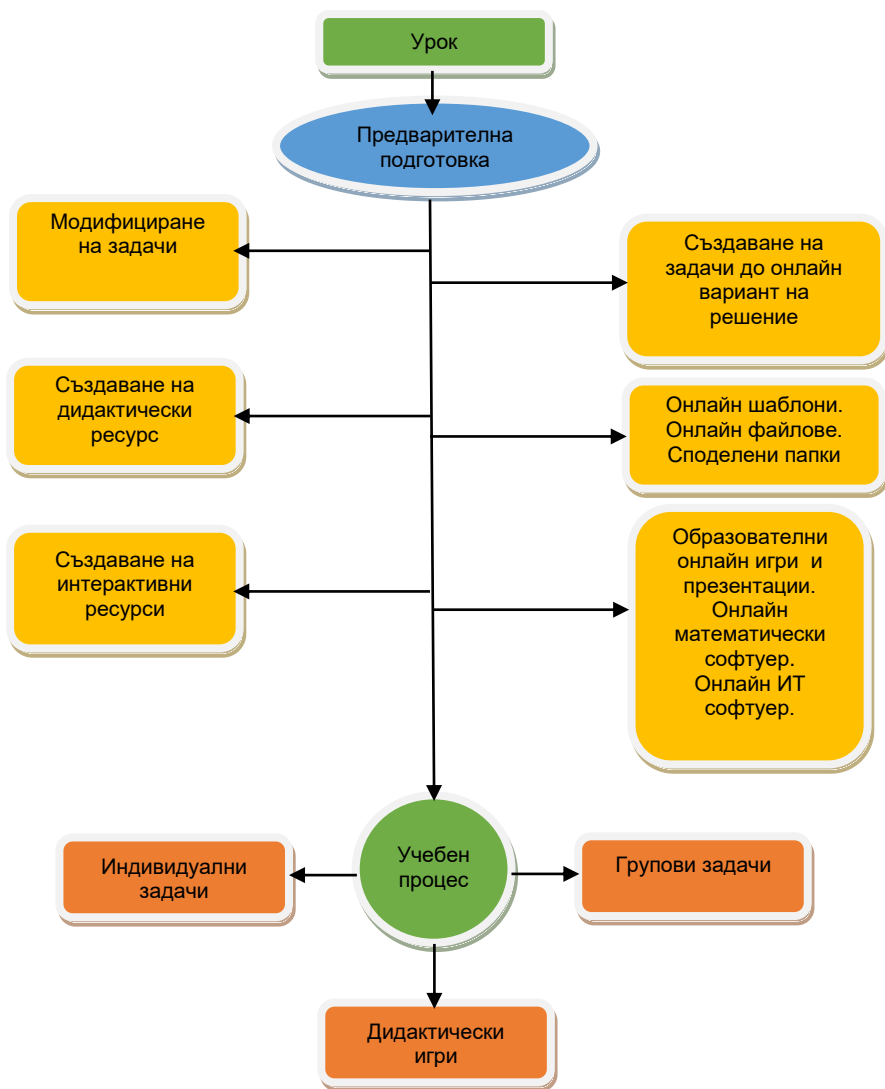 Урок
Предварителна
подготовка
Модифициране
на задачи
Създаване на
задачи до онлайн
вариант на
решение
Създаване на
дидактически
ресурс
Онлайн шаблони.
Онлайн файлове.
Споделени папки
Създаване на
интерактивни
ресурси
Образователни
онлайн игри и
презентации.
Онлайн
математически
софтуер.
Онлайн ИТ
софтуер.
Учебен
процес
Индивидуални
задачи
Групови задачи
Дидактически
игри